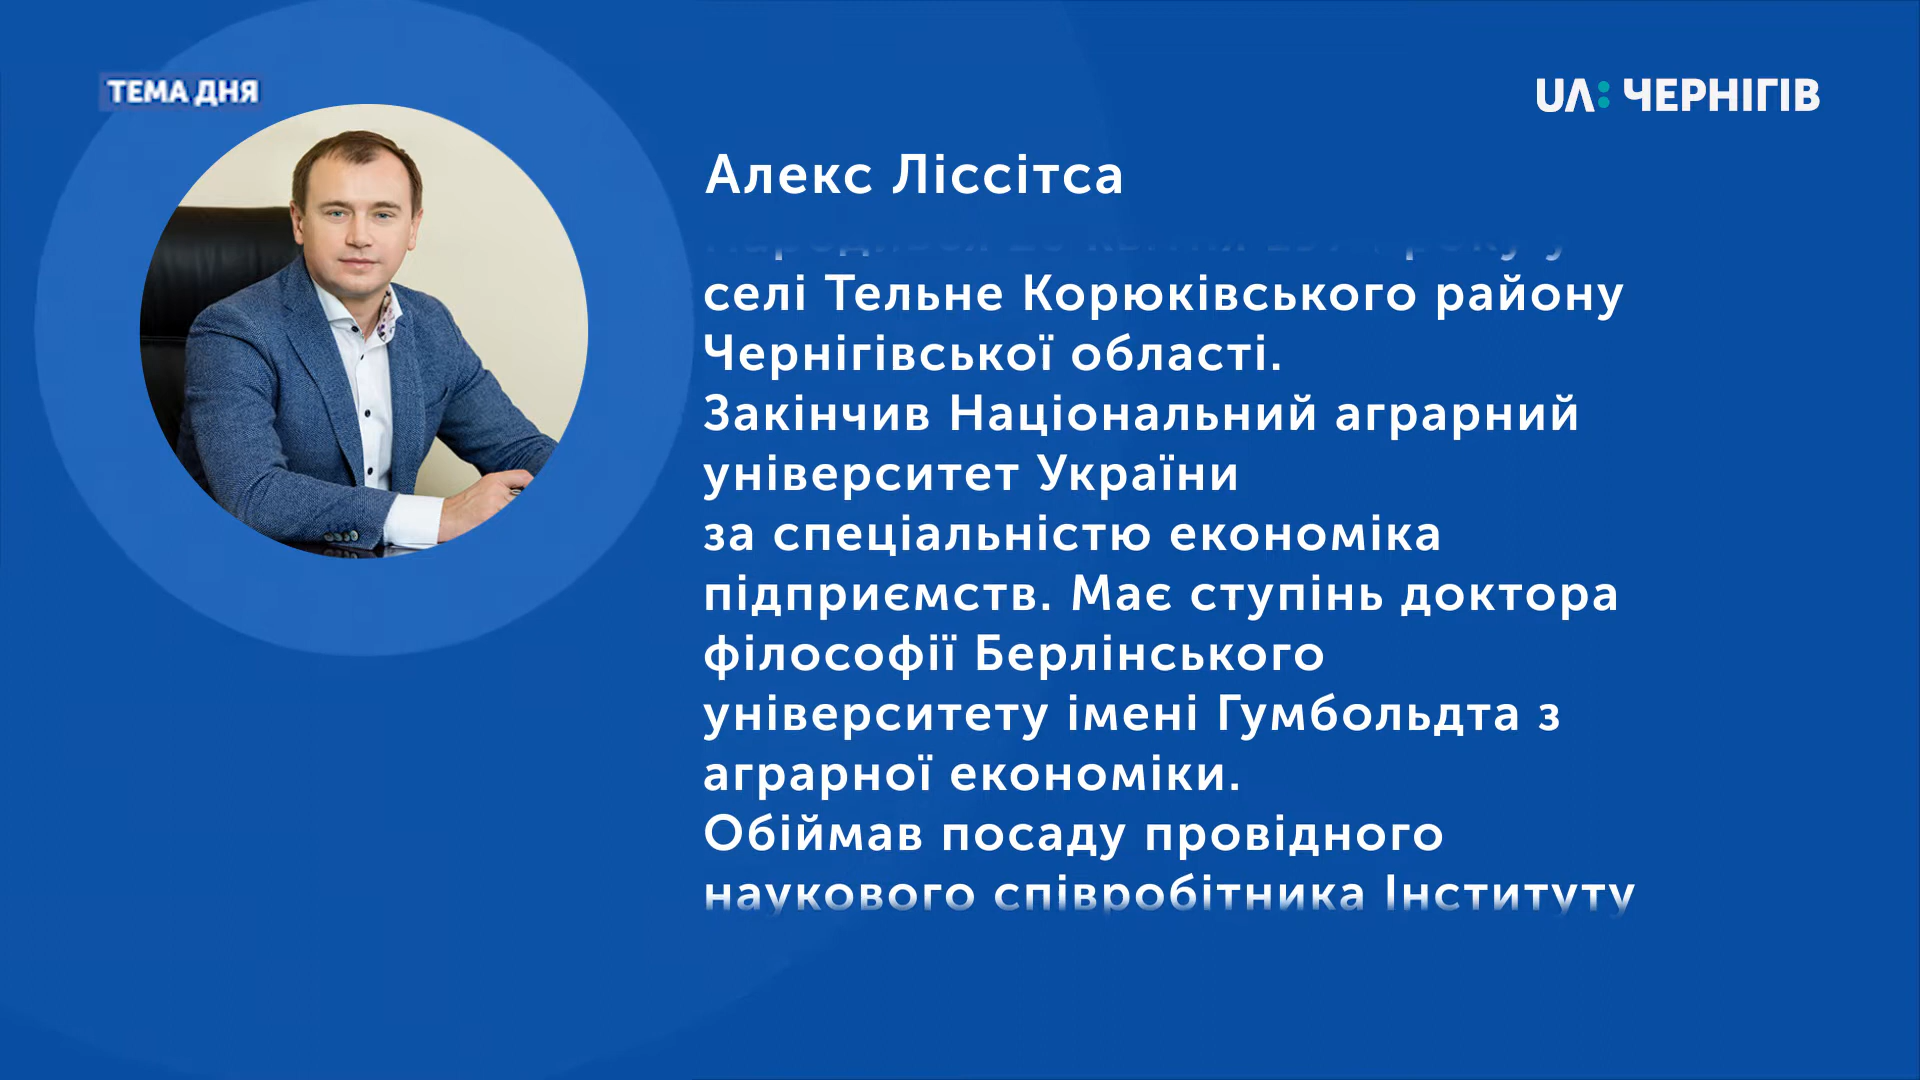 ТЕМА ДНЯ
UA: ЧЕРНІГІВ
Алекс Ліссітса
року у
селі Тельне Корюківського району
Чернігівської області.
Закінчив Національний аграрний
університет України
за спеціальністю економіка
підприємств. Має ступінь доктора
філософії Берлінського
університету імені Гумбольдта з
аграрної економіки.
Обіймав посаду провідного
наукового співробітника Інституту